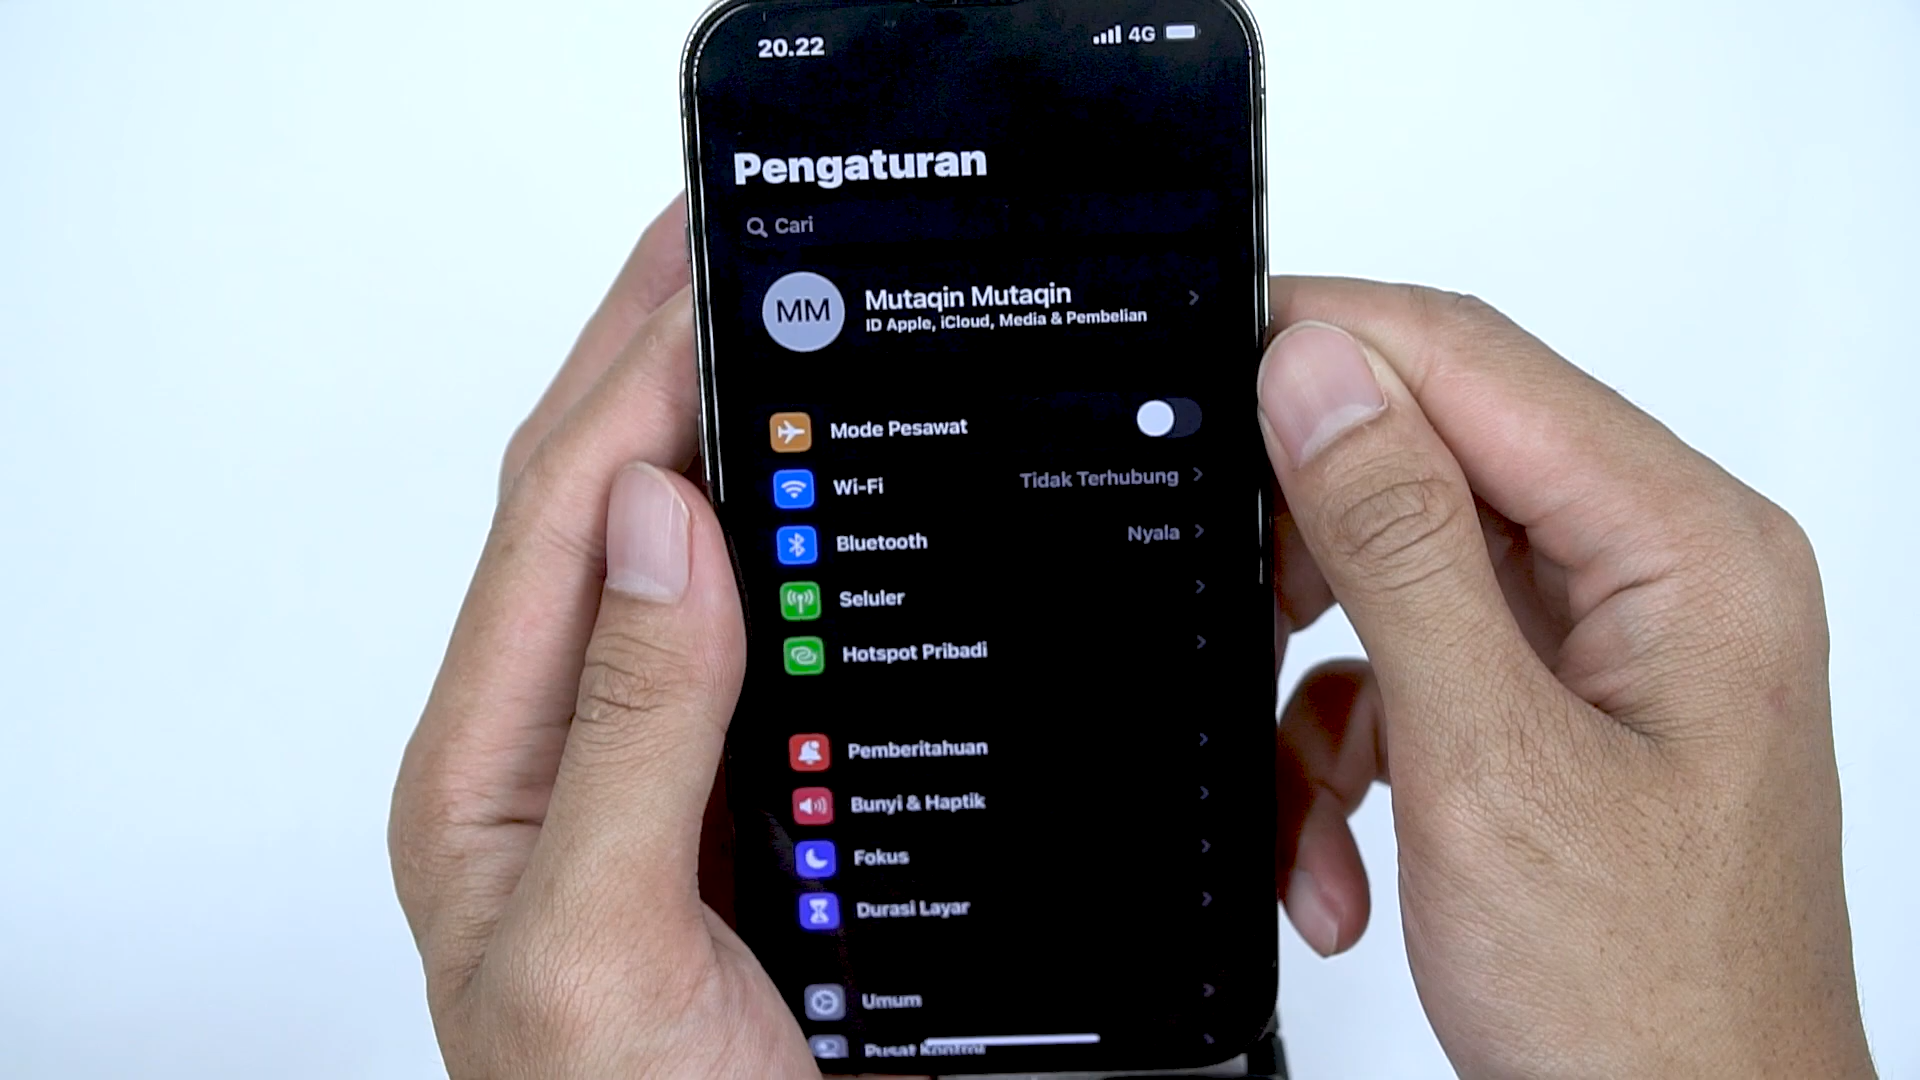 20.22
4G
Pengaturan
Cari
MM
Mutaqin Mutaqin
ID Apple, iCloud, Media & Pembelian
Mode Pesawat
Wi-Fi
Tidak Terhubung
Bluetooth
Nyala
Seluler
Hotspot Pribadi
Pemberitahuan
Bunyi & Haptik
Fokus
Durasi Layar
Umum
Pusat Kontrol